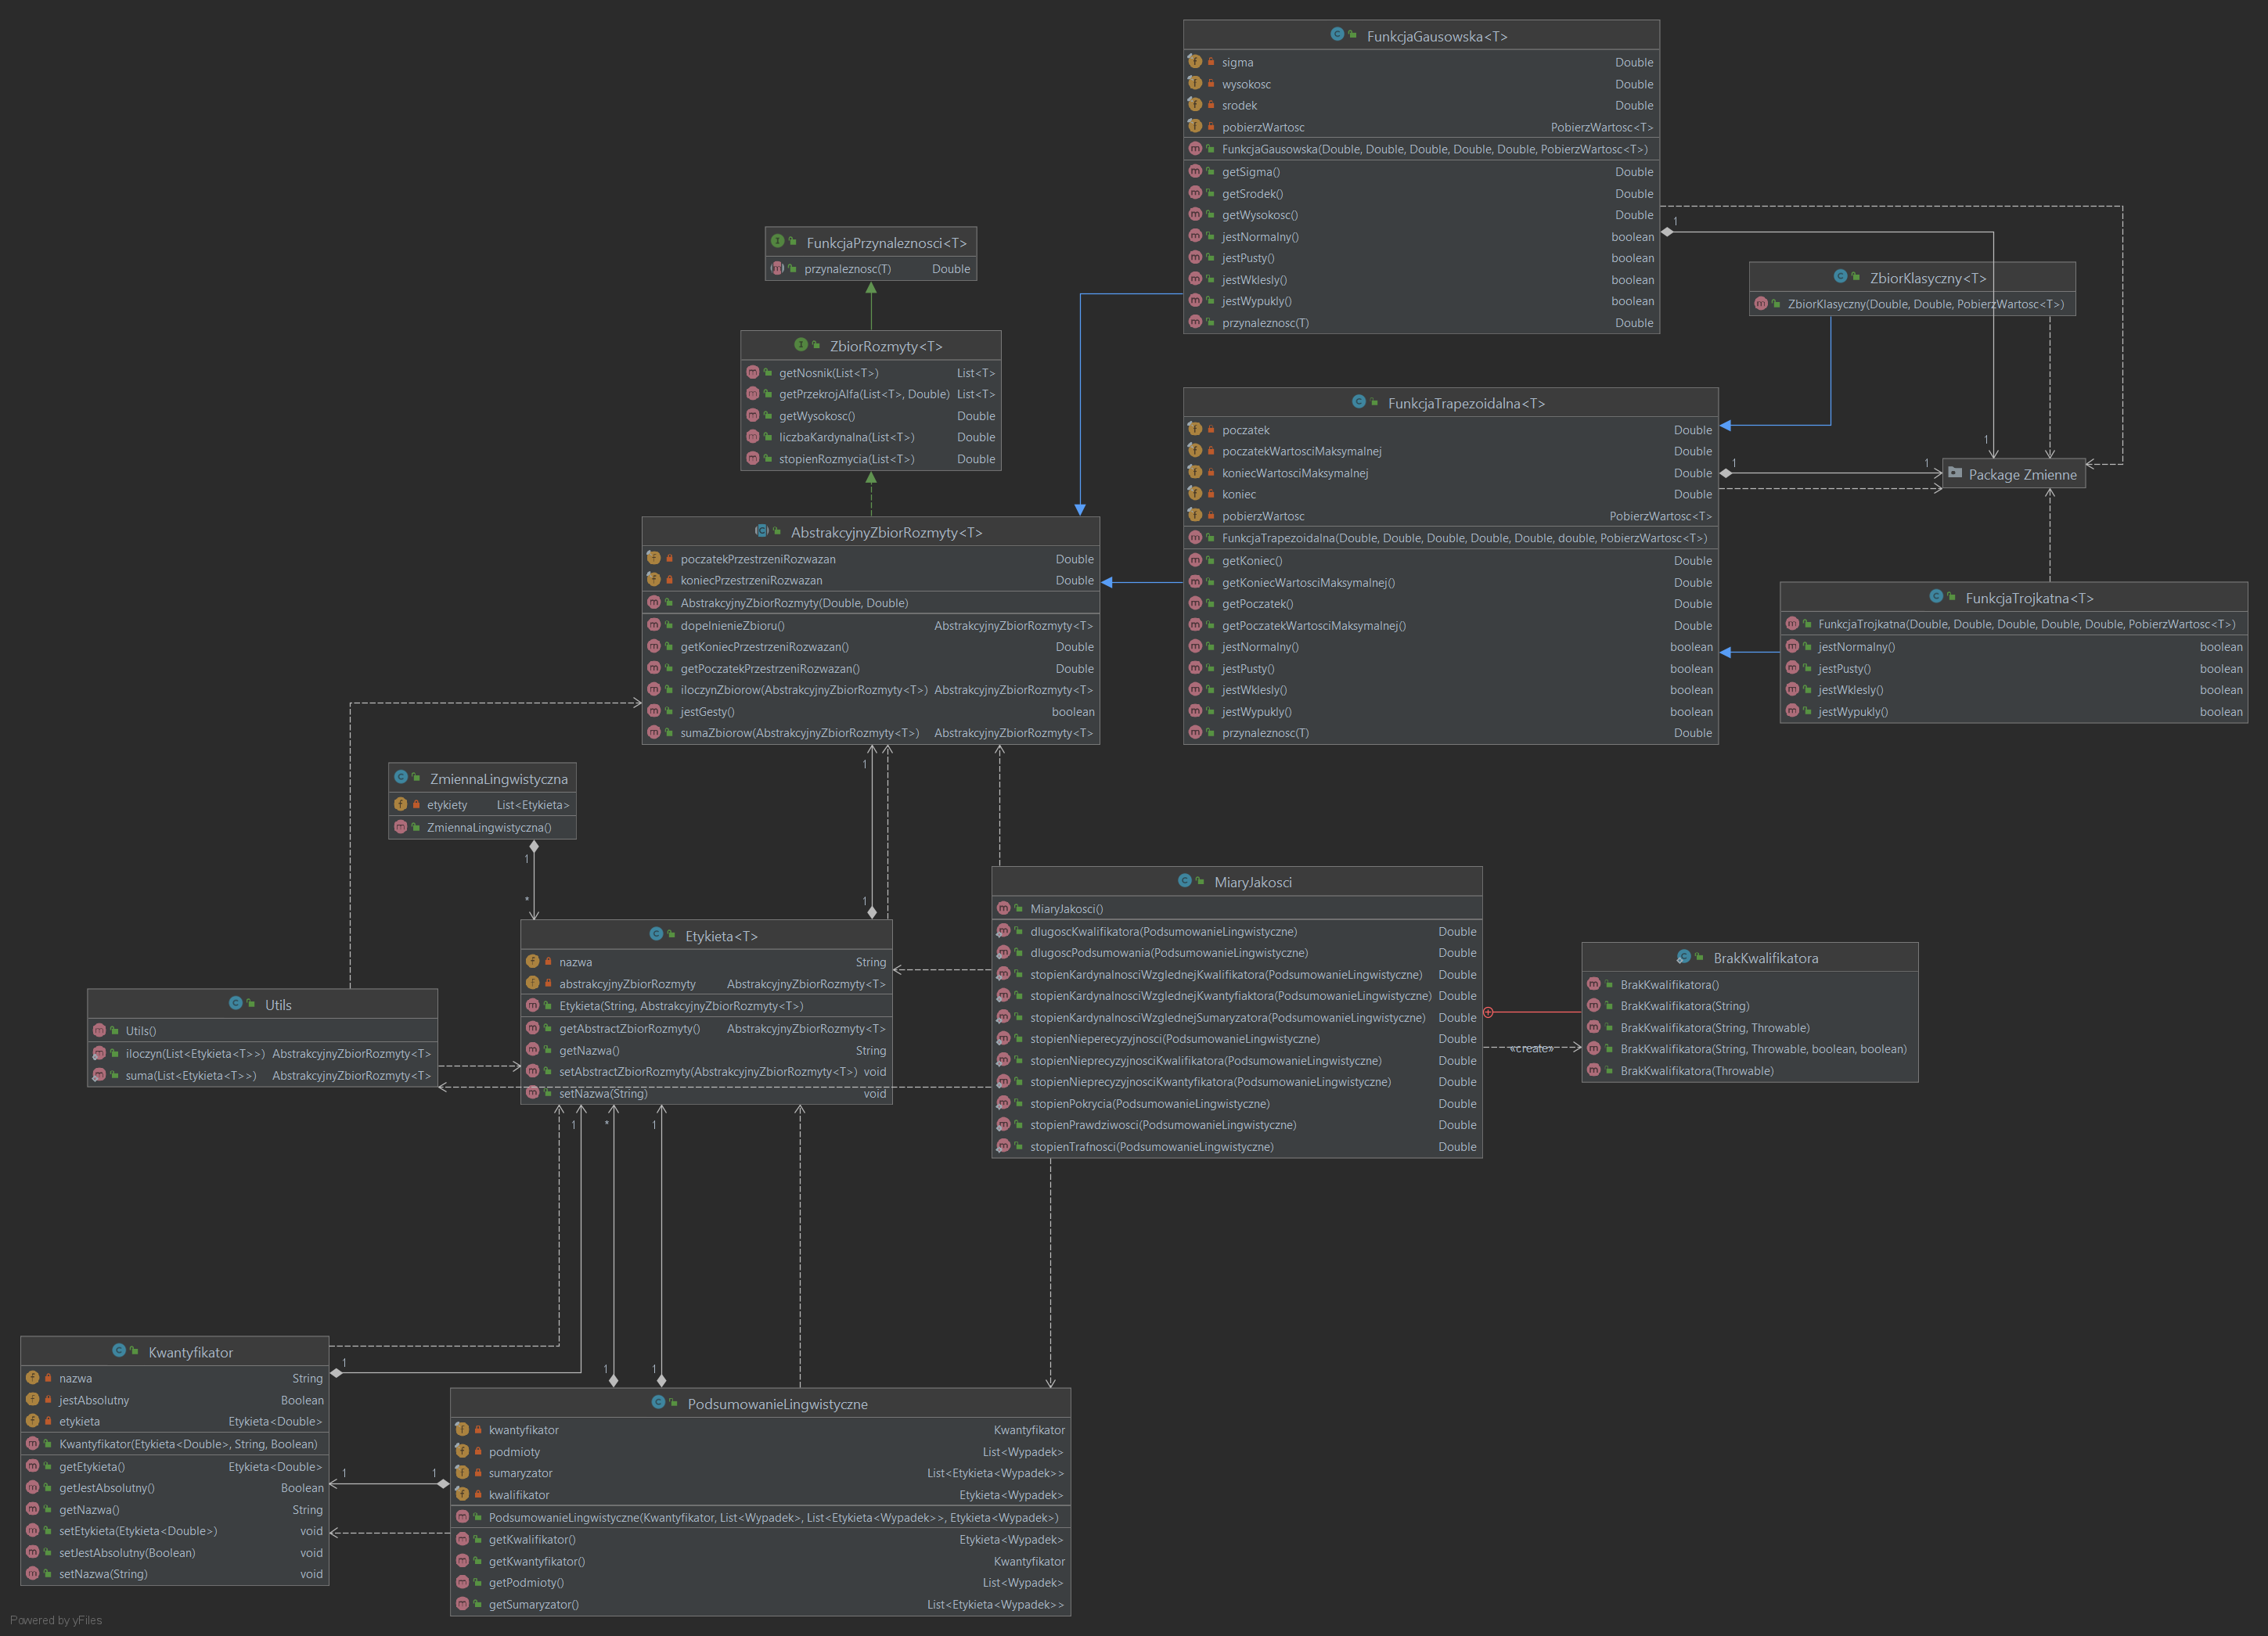 FunkcjaGausowska<T>
sigma Double
wysokosc Double
srodek Double
pobierzWartosc PobierzWartosc<T>
FunkcjaGausowska(Double, Double, Double, Double, Double, PobierzWartosc<T>)
getSigma() Double
getSrodek() Double
getWysokosc() Double
jestNormalny() boolean
jestPusty() boolean
jestWklesly() boolean
jestWypukly() boolean
przynaleznosc(T) Double
1
1
FunkcjaPrzynaleznosci<T>
przynaleznosc(T) Double
ZbiorKlasyczny<T>
ZbiorKlasyczny(Double, Double, PobierzWartosc<T>)
ZbiorRozmyty<T>
getNosnik(List<T>) List<T>
getPrzekrojAlfa(List<T>, Double) List<T>
getWysokosc() Double
liczbaKardynalna(List<T>) Double
stopienRozmycia(List<T>) Double
FunkcjaTrapezoidalna<T>
poczatek Double
poczatekWartosciMaksymalnej Double
koniecWartosciMaksymalnej Double
koniec Double
pobierzWartosc PobierzWartosc<T>
FunkcjaTrapezoidalna(Double, Double, Double, Double, Double, double, PobierzWartosc<T>)
getKoniec() Double
getKoniecWartosciMaksymalnej() Double
getPoczatek() Double
getPoczatekWartosciMaksymalnej() Double
jestNormalny() boolean
jestPusty() boolean
jestWklesly() boolean
jestWypukly() boolean
przynaleznosc(T) Double
1 1
Package Zmienne
AbstrakcyjnyZbiorRozmyty<T>
poczatekPrzestrzeniRozwazan Double
koniecPrzestrzeniRozwazan Double
AbstrakcyjnyZbiorRozmyty(Double, Double)
dopelnienieZbioru() AbstrakcyjnyZbiorRozmyty<T>
getKoniecPrzestrzeniRozwazan() Double
getPoczatekPrzestrzeniRozwazan() Double
iloczynZbiorow(AbstrakcyjnyZbiorRozmyty<T>) AbstrakcyjnyZbiorRozmyty<T>
jestGesty() boolean
sumaZbiorow(AbstrakcyjnyZbiorRozmyty<T>) AbstrakcyjnyZbiorRozmyty<T>
FunkcjaTrojkatna<T>
FunkcjaTrojkatna(Double, Double, Double, Double, Double, PobierzWartosc<T>)
jestNormalny() boolean
jestPusty() boolean
jestWklesly() boolean
jestWypukly() boolean
ZmiennaLingwistyczna
etykiety List<Etykieta>
ZmiennaLingwistyczna()
1
*
1
1
Etykieta<T>
nazwa String
abstrakcyjnyZbiorRozmyty AbstrakcyjnyZbiorRozmyty<T>
Etykieta(String, AbstrakcyjnyZbiorRozmyty<T>)
getAbstractZbiorRozmyty() AbstrakcyjnyZbiorRozmyty<T>
getNazwa() String
setAbstractZbiorRozmyty(AbstrakcyjnyZbiorRozmyty<T>) void
setNazwa(String) void
MiaryJakosci
MiaryJakosci()
dlugoscKwalifikatora(PodsumowanieLingwistyczne) Double
dlugoscPodsumowania(PodsumowanieLingwistyczne) Double
stopienKardynalnosciWzglednejKwalifikatora(PodsumowanieLingwistyczne) Double
stopienKardynalnosciWzglednejKwantyfiaktora(PodsumowanieLingwistyczne) Double
stopienKardynalnosciWzglednejSumaryzatora(PodsumowanieLingwistyczne) Double
stopienNieperecyzyjnosci(PodsumowanieLingwistyczne) Double
stopienNieprecyzyjnosciKwalifikatora(PodsumowanieLingwistyczne) Double
stopienNieprecyzyjnosciKwantyfikatora(PodsumowanieLingwistyczne) Double
stopienPokrycia(PodsumowanieLingwistyczne) Double
stopienPrawdziwosci(PodsumowanieLingwistyczne) Double
stopienTrafnosci(PodsumowanieLingwistyczne) Double
«create»
BrakKwalifikatora
BrakKwalifikatora()
BrakKwalifikatora(String)
BrakKwalifikatora(String, Throwable)
BrakKwalifikatora(String, Throwable, boolean, boolean)
BrakKwalifikatora(Throwable)
Utils
Utils()
iloczyn(List<Etykieta<T>>) AbstrakcyjnyZbiorRozmyty<T>
suma(List<Etykieta<T>>) AbstrakcyjnyZbiorRozmyty<T>
1 * 1
1 1 1
Kwantyfikator
nazwa String
jestAbsolutny Boolean
etykieta Etykieta<Double>
Kwantyfikator(Etykieta<Double>, String, Boolean)
getEtykieta() Etykieta<Double>
getJestAbsolutny() Boolean
getNazwa() String
setEtykieta(Etykieta<Double>) void
setJestAbsolutny(Boolean) void
setNazwa(String) void
1 1
PodsumowanieLingwistyczne
kwantyfikator Kwantyfikator
podmioty List<Wypadek>
sumaryzator List<Etykieta<Wypadek>>
kwalifikator Etykieta<Wypadek>
PodsumowanieLingwistyczne(Kwantyfikator, List<Wypadek>, List<Etykieta<Wypadek>>, Etykieta<Wypadek>)
getKwalifikator() Etykieta<Wypadek>
getKwantyfikator() Kwantyfikator
getPodmioty() List<Wypadek>
getSumaryzator() List<Etykieta<Wypadek>>
Powered by yFiles